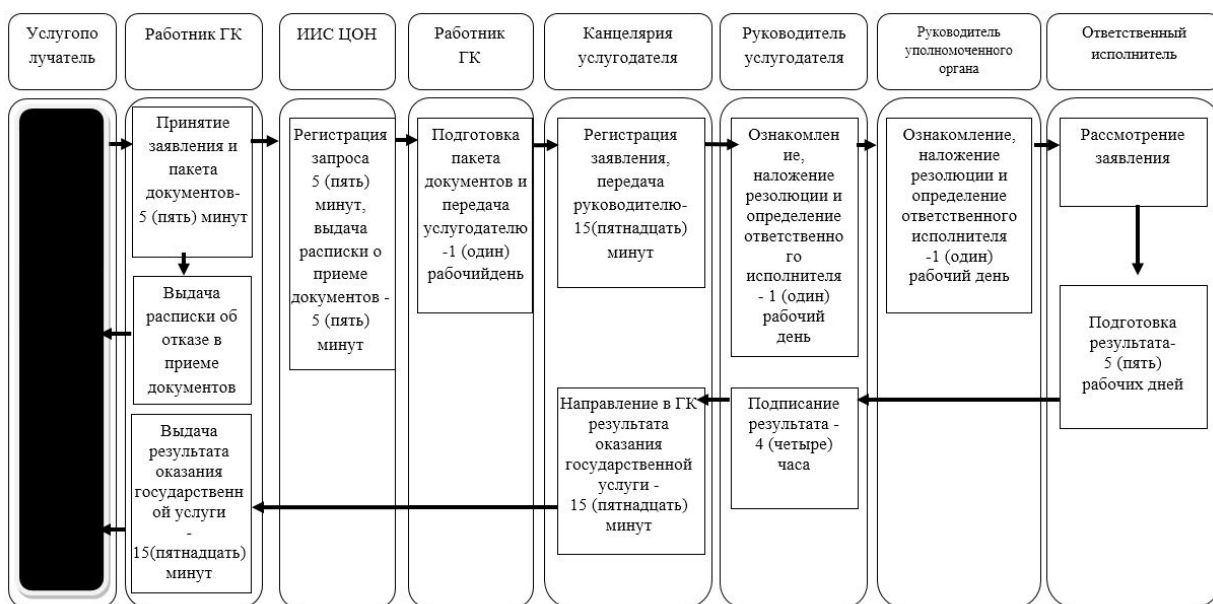 Услугопо
лучатель
Работник ГК
ИИС ЦОН
Работник
ГК
Канцелярия
услугодателя
Руководитель
услугодателя
Руководитель
уполномоченного
органа
Ответственный
исполнитель
Принятие
заявления и
пакета
документов-
5 (пять) минут
Выдача
расписки об
отказе в
приеме
документов
Выдача
результата
оказания
государственн
ой услуги
-
15(пятнадцать)
минут
Регистрация
запроса
5 (пять)
минут,
выдача
расписки о
приеме
документов -
5 (пять)
минут
Подготовка
пакета
документов и
передача
услугодателю
-1 (один)
рабочийдень
Регистрация
заявления,
передача
руководителю-
15(пятнадцать)
минут
Направление в ГК
результата
оказания
государственной
услуги -
15 (пятнадцать)
минут
Ознакомлен
ие,
наложение
резолюции и
определение
ответственно
го
исполнителя
- 1 (один)
рабочий
день
Подписание
результата -
4 (четыре)
часа
Ознакомление,
наложение
резолюции и
определение
ответственного
исполнителя
-1 (один)
рабочий день
Рассмотрение
заявления
Подготовка
результата-
5 (пять)
рабочих дней